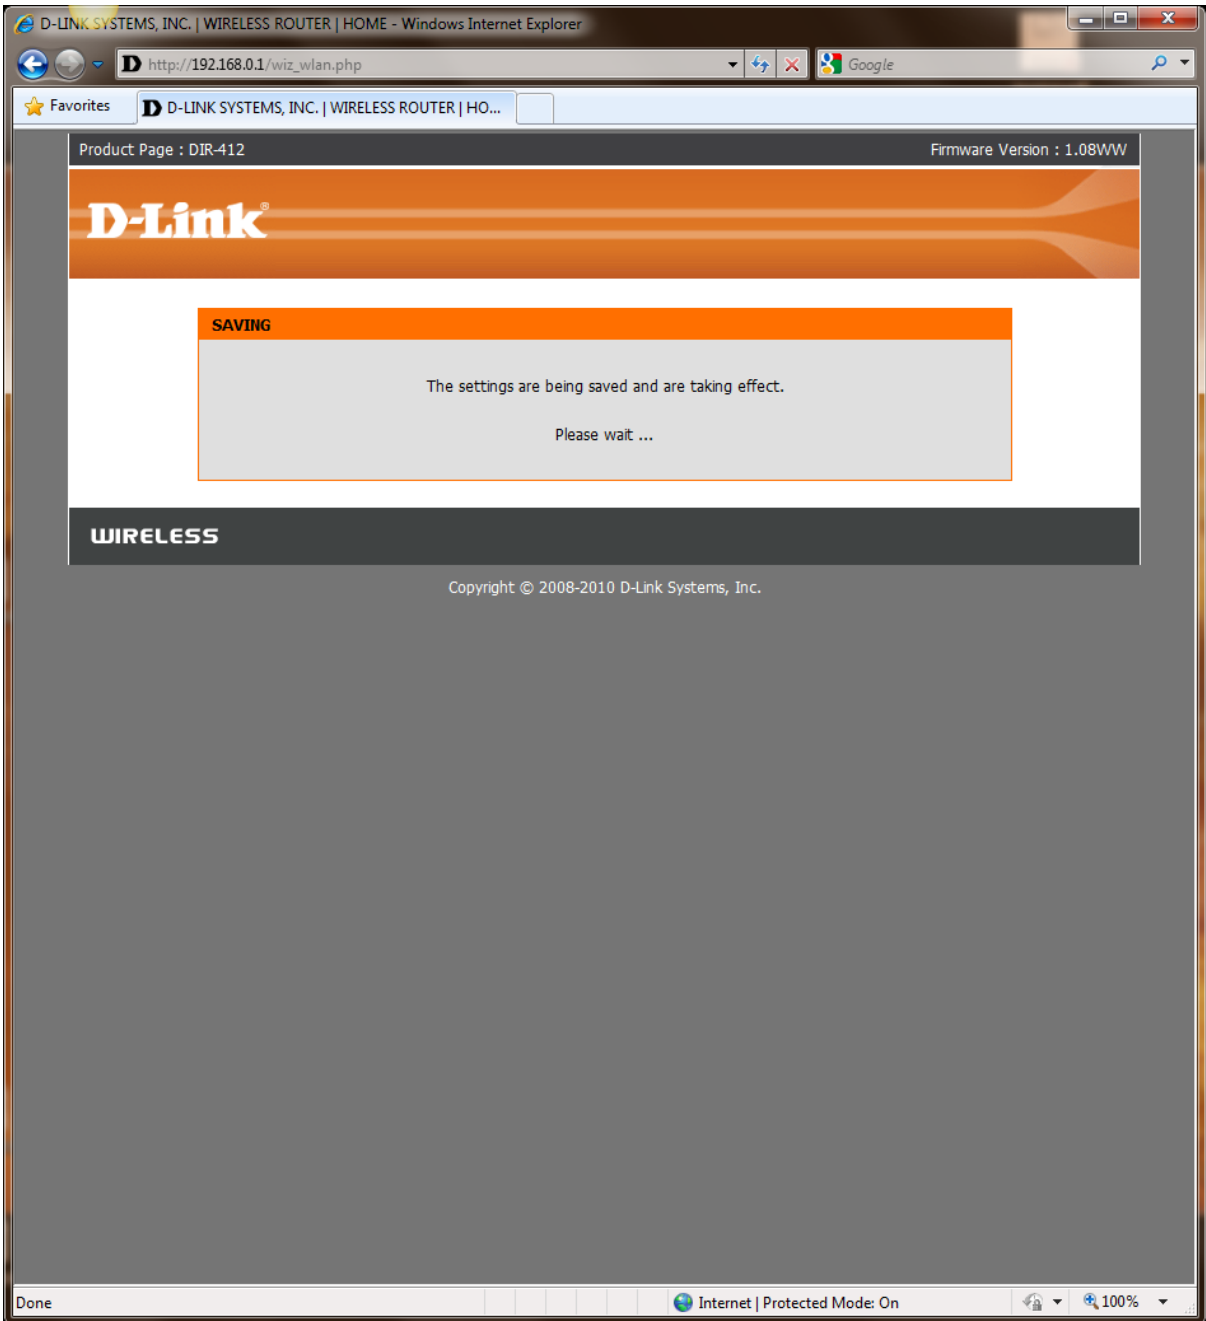 D-LINK SYSTEMS, INC. | WIRELESS ROUTER | HOME - Windows Internet Explorer
http://192.168.0.1/wiz_wlan.php
Google
Favorites
D-LINK SYSTEMS, INC. | WIRELESS ROUTER | HO...
Product Page : DIR-412
Firmware Version : 1.08WW
D-Link®
SAVING
The settings are being saved and are taking effect.
Please wait ...
WIRELESS
Copyright © 2008-2010 D-Link Systems, Inc.
Done
Internet | Protected Mode: On
100%